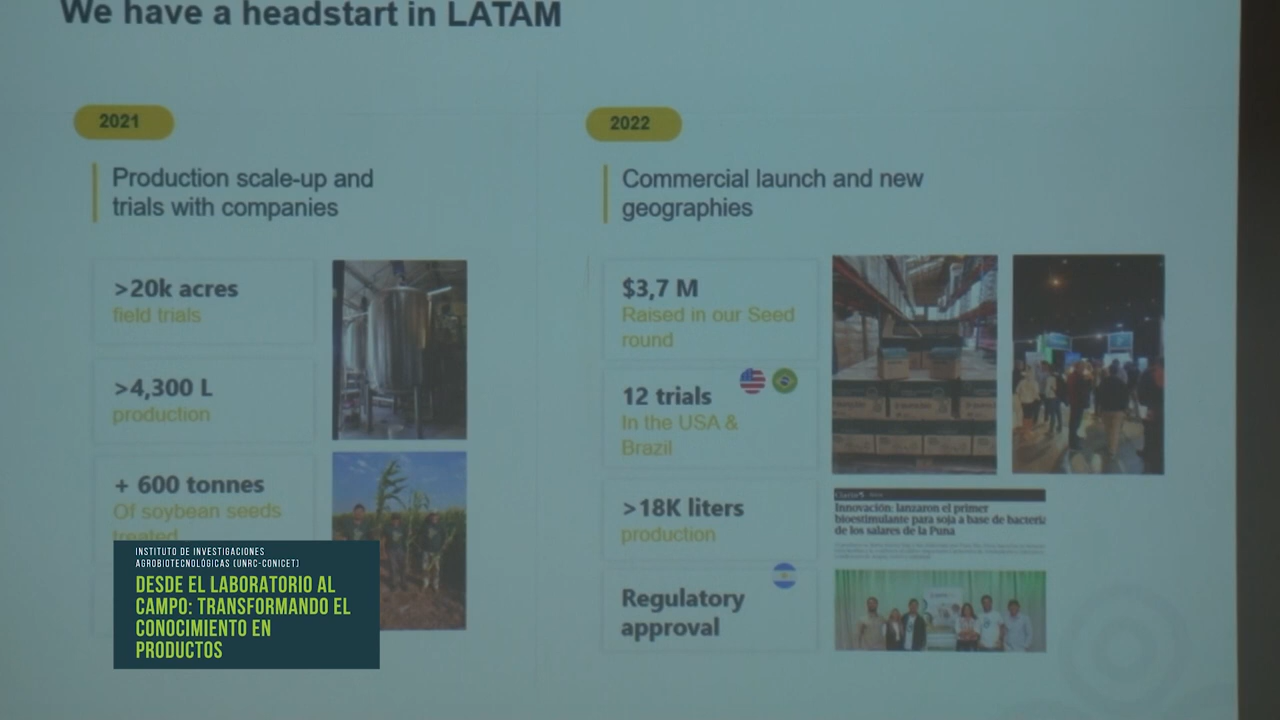 We have a headstart in LATAM
2021
Production scale-up and
trials with companies
>20k acres
field trials
>4,300 L
production
+ 600 tonnes
Of soybean seeds
treated
2022
Commercial launch and new
geographies
$3,7 M
Raised in our Seed
round
12 trials
In the USA &
Brazil
>18K liters
production
Regulatory
approval
Clarín
Innovación: lanzaron el primer
bioestimulante para soja a base de bacteria
de los salares de la Puna
INSTITUTO DE INVESTIGACIONES
AGROBIOTECNOLÓGICAS (UNRC-CONICET)
DESDE EL LABORATORIO AL
CAMPO: TRANSFORMANDO EL
CONOCIMIENTO EN
PRODUCTOS